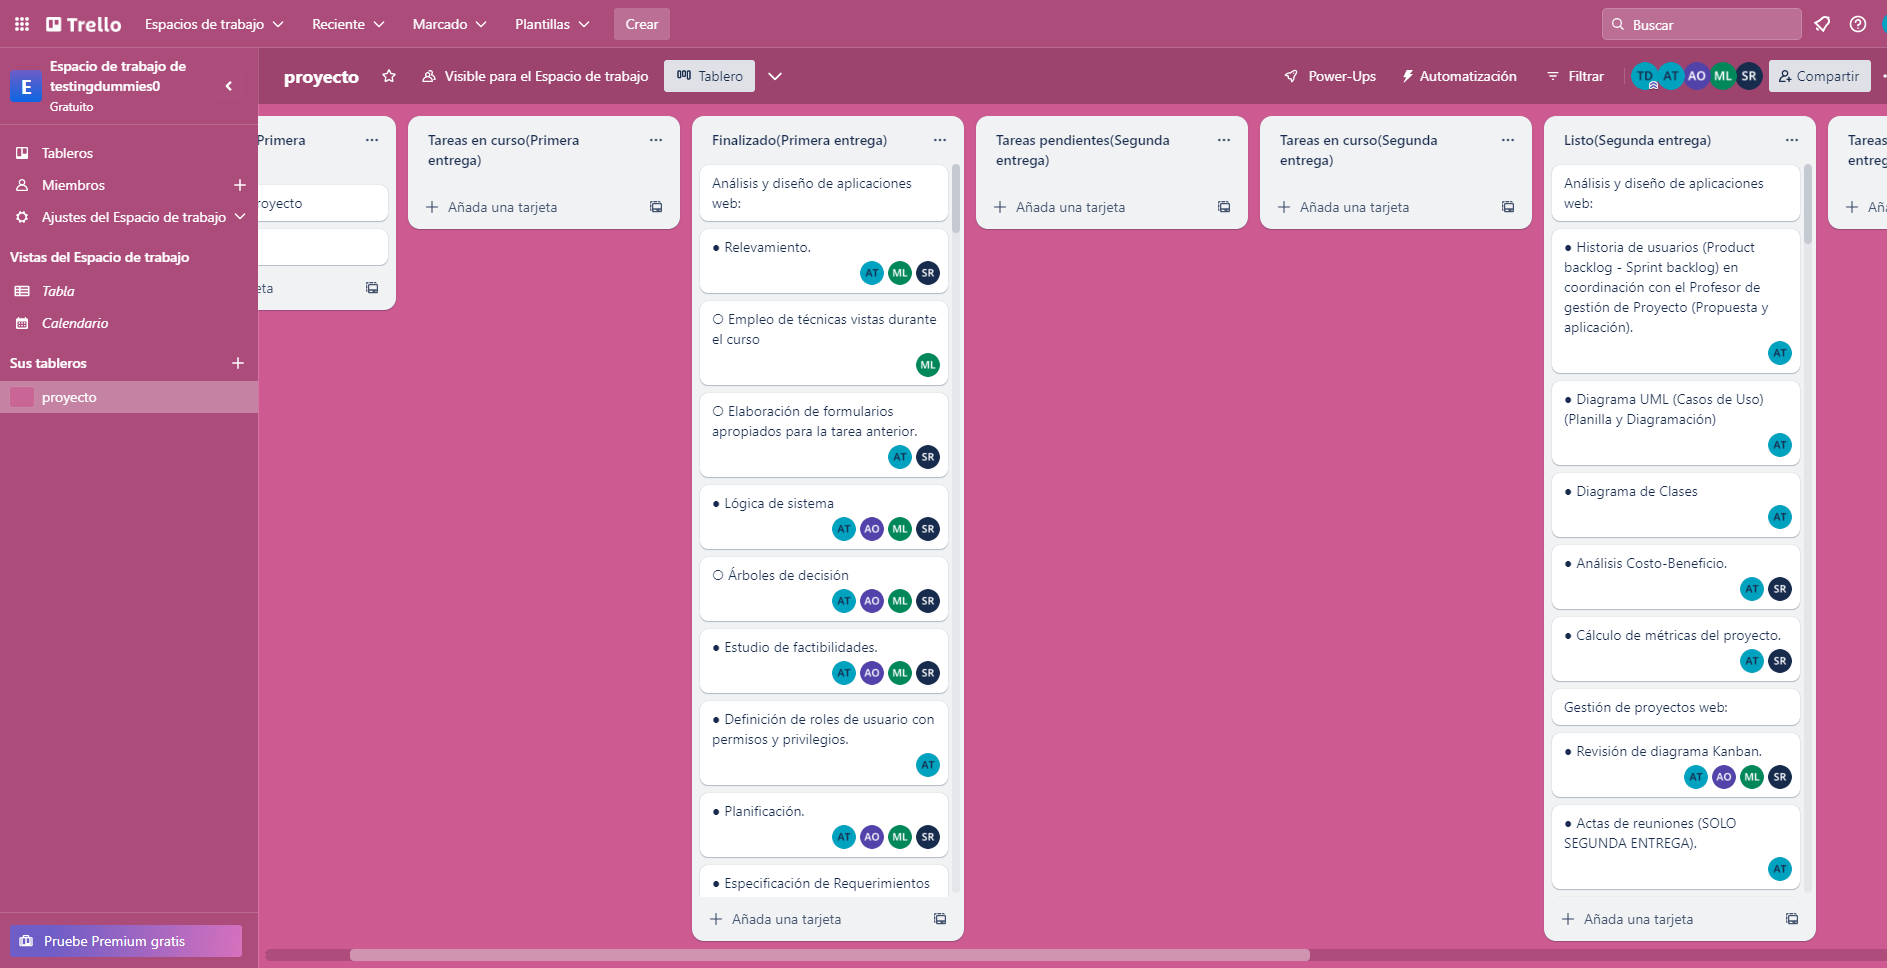 Trello
Espacios de trabajo
Reciente
Marcado
Plantillas
Crear
Buscar
E
Espacio de trabajo de
testingdummies0
Gratuito
proyecto
Visible para el Espacio de trabajo
Tablero
Power-Ups
Automatización
Filtrar
TD
AT
AO
ML
SR
Compartir
Tableros
Miembros
Ajustes del Espacio de trabajo
Vistas del Espacio de trabajo
Tabla
Calendario
Sus tableros
proyecto
Pruebe Premium gratis
Primera
royecto
eta
Tareas en curso(Primera
entrega)
Añada una tarjeta
Finalizado(Primera entrega)
Análisis y diseño de aplicaciones
web:
● Relevamiento.
AT ML SR
○ Empleo de técnicas vistas durante
el curso
ML
○ Elaboración de formularios
apropiados para la tarea anterior.
AT SR
● Lógica de sistema
AT AO ML SR
○ Árboles de decisión
AT AO ML SR
● Estudio de factibilidades.
AT AO ML SR
● Definición de roles de usuario con
permisos y privilegios.
AT
● Planificación.
AT AO ML SR
● Especificación de Requerimientos
Añada una tarjeta
Tareas pendientes(Segunda
entrega)
Añada una tarjeta
Tareas en curso(Segunda
entrega)
Añada una tarjeta
Listo(Segunda entrega)
Análisis y diseño de aplicaciones
web:
● Historia de usuarios (Product
backlog - Sprint backlog) en
coordinación con el Profesor de
gestión de Proyecto (Propuesta y
aplicación).
AT
● Diagrama UML (Casos de Uso)
(Planilla y Diagramación)
AT
● Diagrama de Clases
AT
● Análisis Costo-Beneficio.
AT SR
● Cálculo de métricas del proyecto.
AT SR
Gestión de proyectos web:
● Revisión de diagrama Kanban.
AT AO ML SR
● Actas de reuniones (SOLO
SEGUNDA ENTREGA).
AT
Añada una tarjeta
Tareas
entreg
Aña